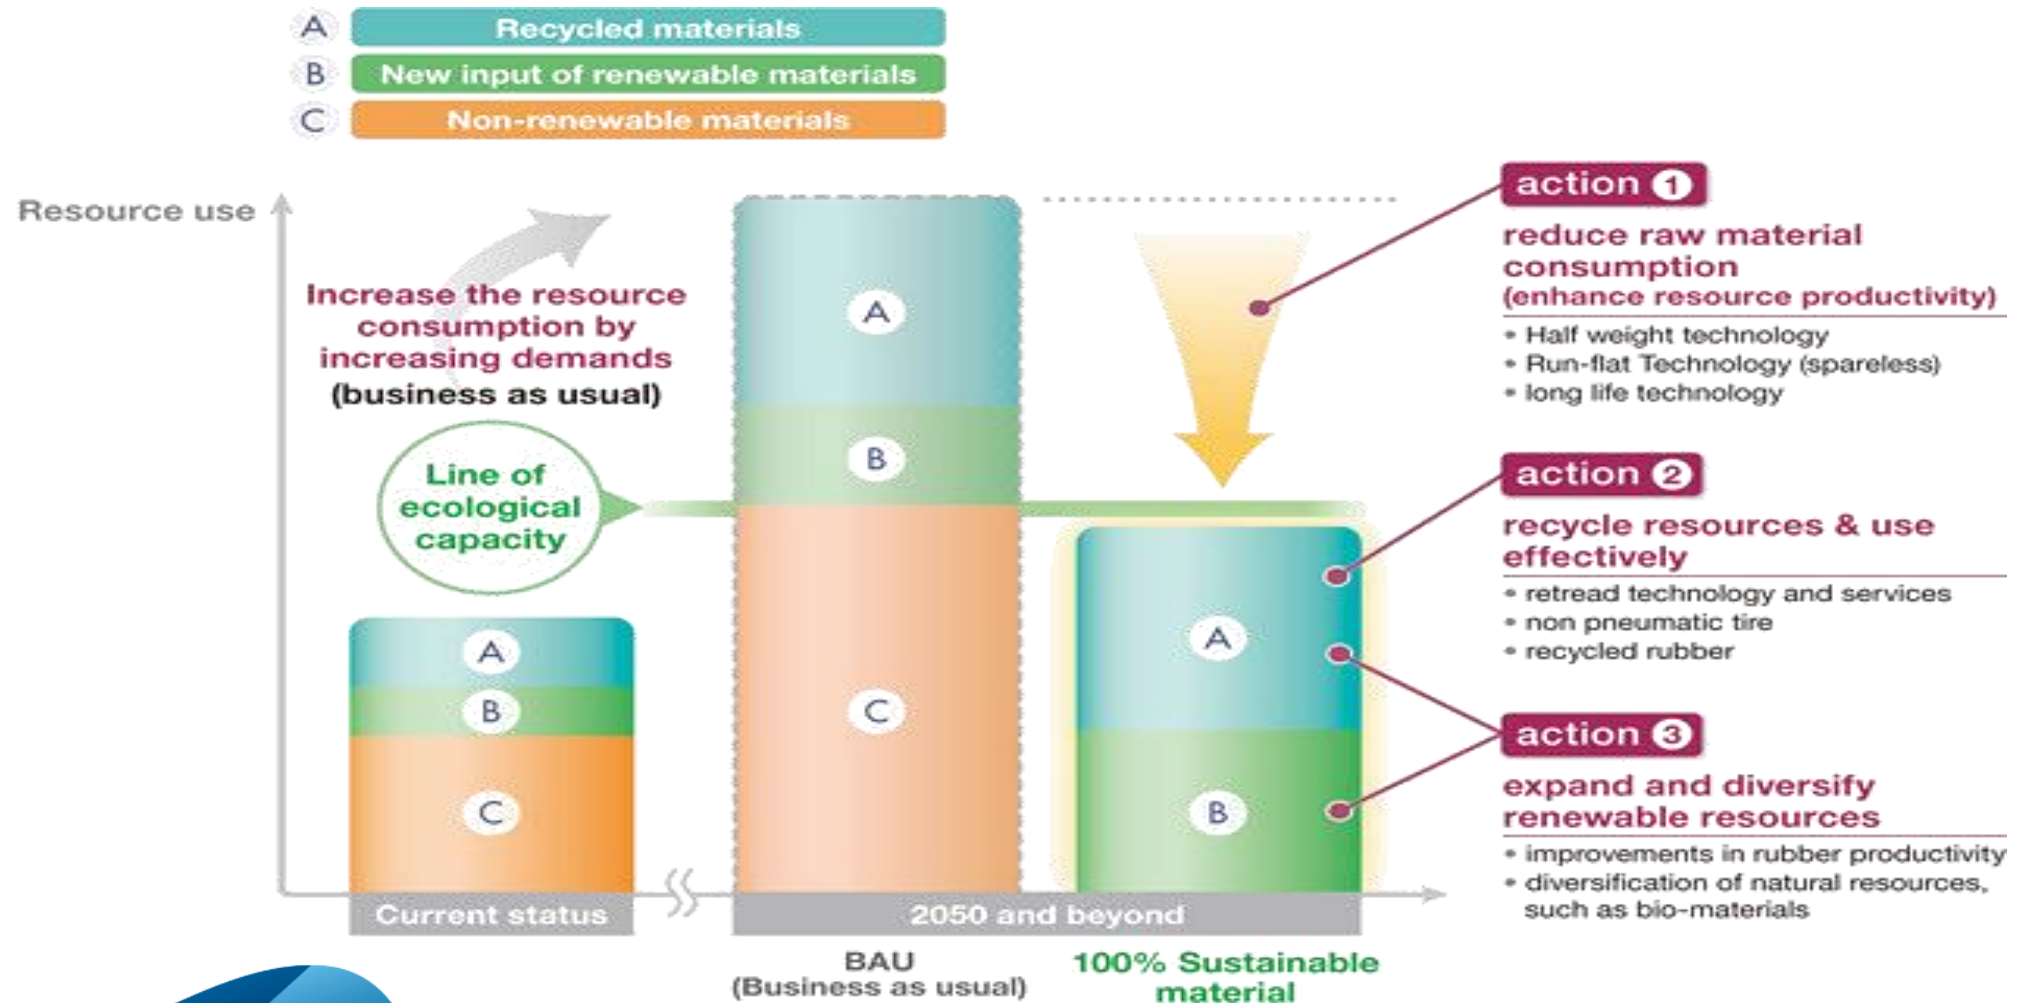 A Recycled materials
B New input of renewable materials
C Non-renewable materials
Resource use
Increase the resource
consumption by
increasing demands
(business as usual)
Line of
ecological
capacity
A
B
C
A
B
C
A
B
Current status
2050 and beyond
BAU
(Business as usual)
100% Sustainable
material
action 1
reduce raw material
consumption
(enhance resource productivity)
• Half weight technology
• Run-flat Technology (spareless)
• long life technology
action 2
recycle resources & use
effectively
• retread technology and services
• non pneumatic tire
• recycled rubber
action 3
expand and diversify
renewable resources
• improvements in rubber productivity
• diversification of natural resources,
such as bio-materials